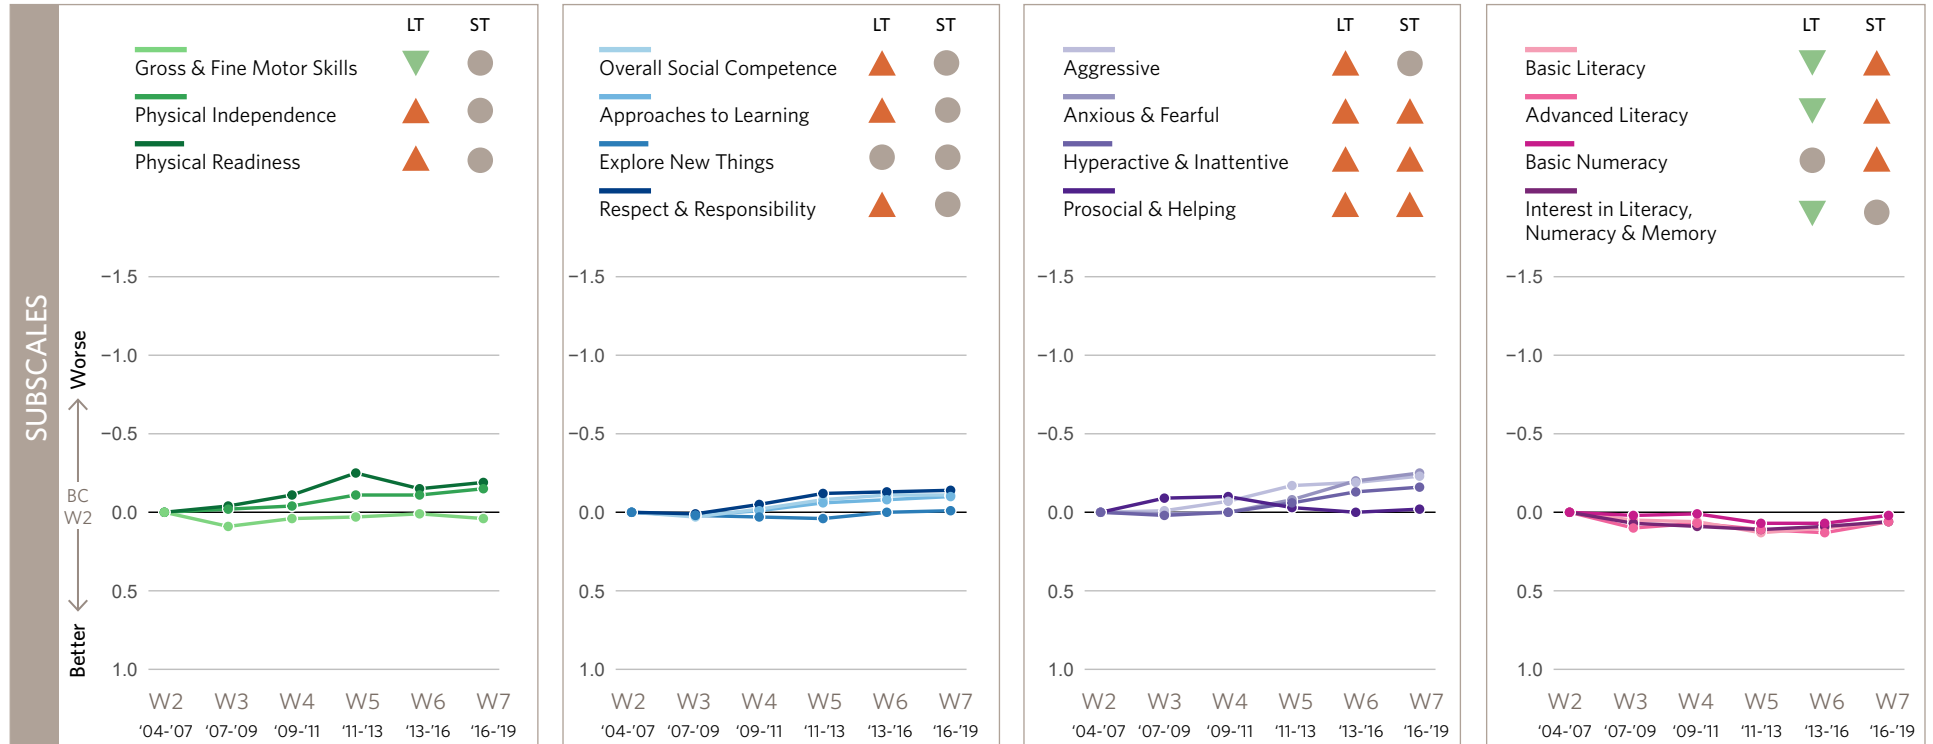 SUBSCALES
Worse
BC
W2
Better
LT ST
Gross & Fine Motor Skills
Physical Independence
Physical Readiness
−1.5
−1.0
−0.5
0.0
0.5
1.0
W2 W3 W4 W5 W6 W7
‘04-’07 ‘07-’09 ‘09-’11 ‘11-’13 ‘13-’16 ‘16-’19
LT ST
Overall Social Competence
Approaches to Learning
Explore New Things
Respect & Responsibility
−1.5
−1.0
−0.5
0.0
0.5
1.0
W2 W3 W4 W5 W6 W7
‘04-’07 ‘07-’09 ‘09-’11 ‘11-’13 ‘13-’16 ‘16-’19
LT ST
Aggressive
Anxious & Fearful
Hyperactive & Inattentive
Prosocial & Helping
−1.5
−1.0
−0.5
0.0
0.5
1.0
W2 W3 W4 W5 W6 W7
‘04-’07 ‘07-’09 ‘09-’11 ‘11-’13 ‘13-’16 ‘16-’19
LT ST
Basic Literacy
Advanced Literacy
Basic Numeracy
Interest in Literacy,
Numeracy & Memory
−1.5
−1.0
−0.5
0.0
0.5
1.0
W2 W3 W4 W5 W6 W7
‘04-’07 ‘07-’09 ‘09-’11 ‘11-’13 ‘13-’16 ‘16-’19